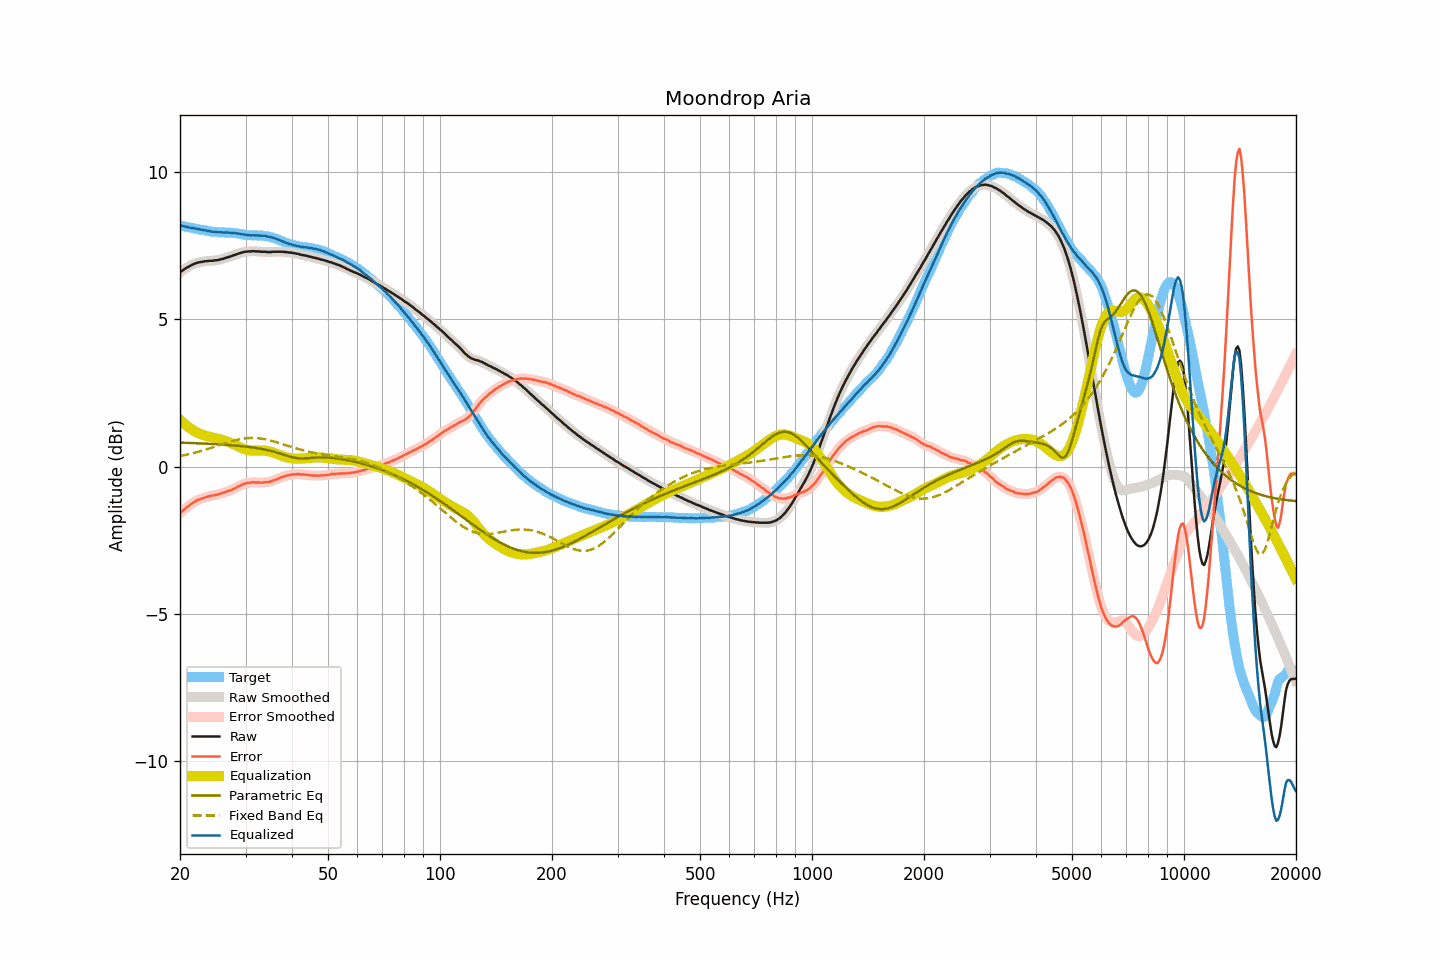 Moondrop Aria
Amplitude (dBr)
10
5
0
−5
−10
Target
Raw Smoothed
Error Smoothed
Raw
Error
Equalization
Parametric Eq
Fixed Band Eq
Equalized
20 50 100 200 500 1000 2000 5000 10000 20000
Frequency (Hz)